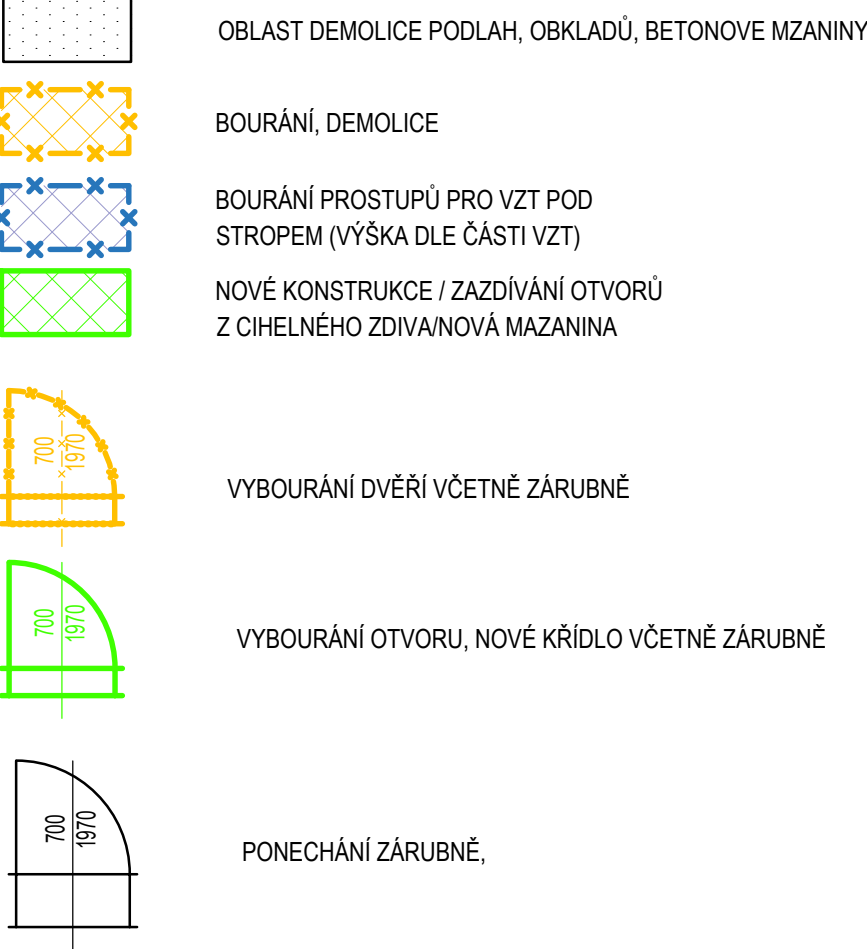 OBLAST DEMOLICE PODLAH, OBKLADŮ, BETONOVE MZANINY
BOURÁNÍ, DEMOLICE
BOURÁNÍ PROSTUPŮ PRO VZT POD
STROPEM (VÝŠKA DLE ČÁSTI VZT)
NOVÉ KONSTRUKCE / ZAZDÍVÁNÍ OTVORŮ
Z CIHELNÉHO ZDIVA/NOVÁ MAZANINA
700
1970
VYBOURÁNÍ DVĚŘÍ VČETNĚ ZÁRUBNĚ
700
1970
VYBOURÁNÍ OTVORU, NOVÉ KŘÍDLO VČETNĚ ZÁRUBNĚ
700
1970
PONECHÁNÍ ZÁRUBNĚ,